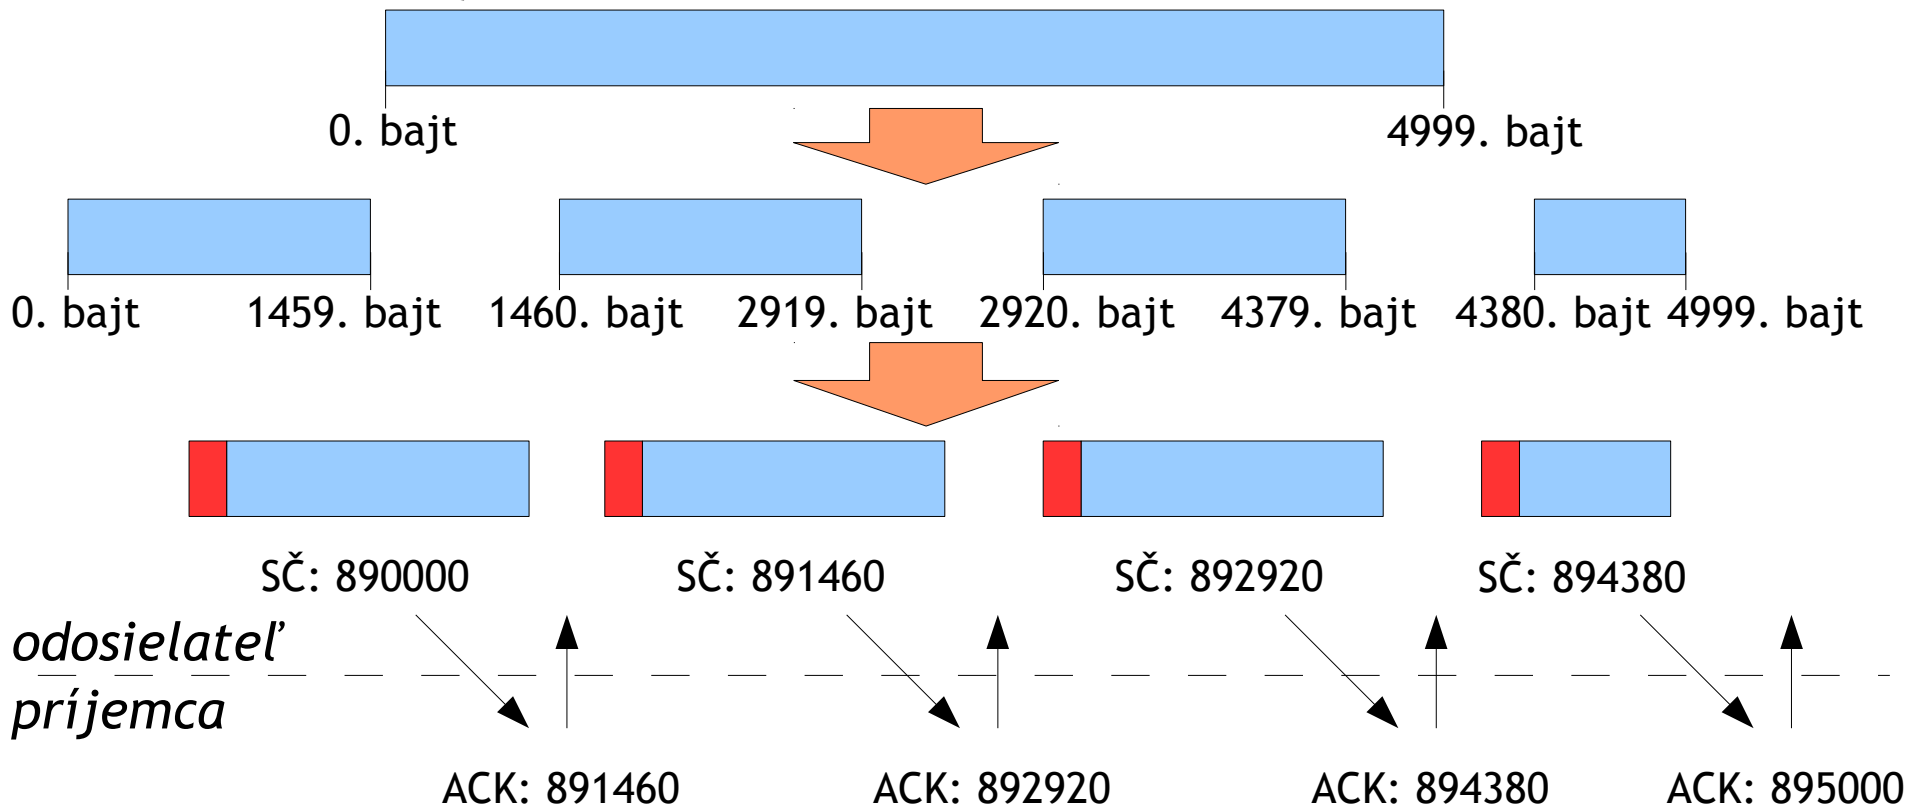 0. bajt 4999. bajt
0. bajt 1459. bajt 1460. bajt 2919. bajt 2920. bajt 4379. bajt 4380. bajt 4999. bajt
SČ: 890000 SČ: 891460 SČ: 892920 SČ: 894380
odosielateľ
príjemca
ACK: 891460 ACK: 892920 ACK: 894380 ACK: 895000